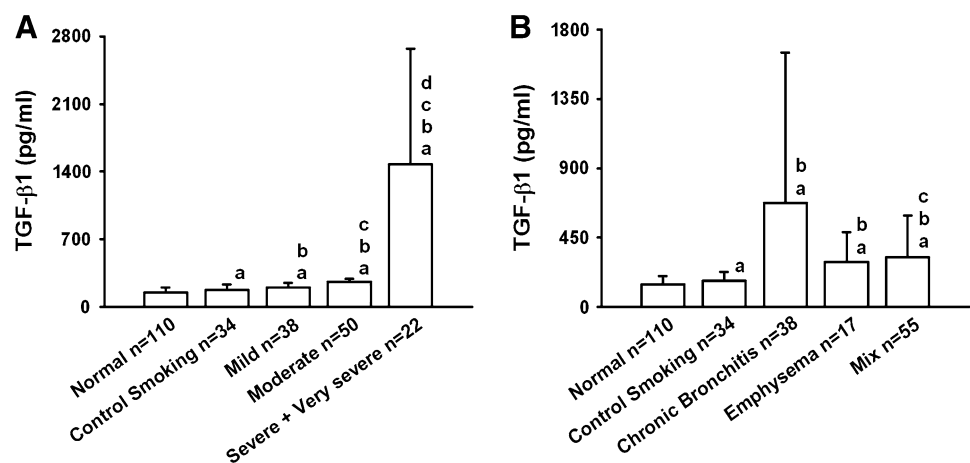 A
TGF-β1 (pg/ml)
2800
2100
1400
700
0
a
b
a
c
b
a
d
c
b
a
Normal n=110
Control Smoking n=34
Mild n=38
Moderate n=50
Severe + Very severe n=22
B
TGF-β1 (pg/ml)
1800
1350
900
450
0
a
b
a
b
a
c
b
a
Normal n=110
Control Smoking n=34
Chronic Bronchitis n=38
Emphysema n=17
Mix n=55